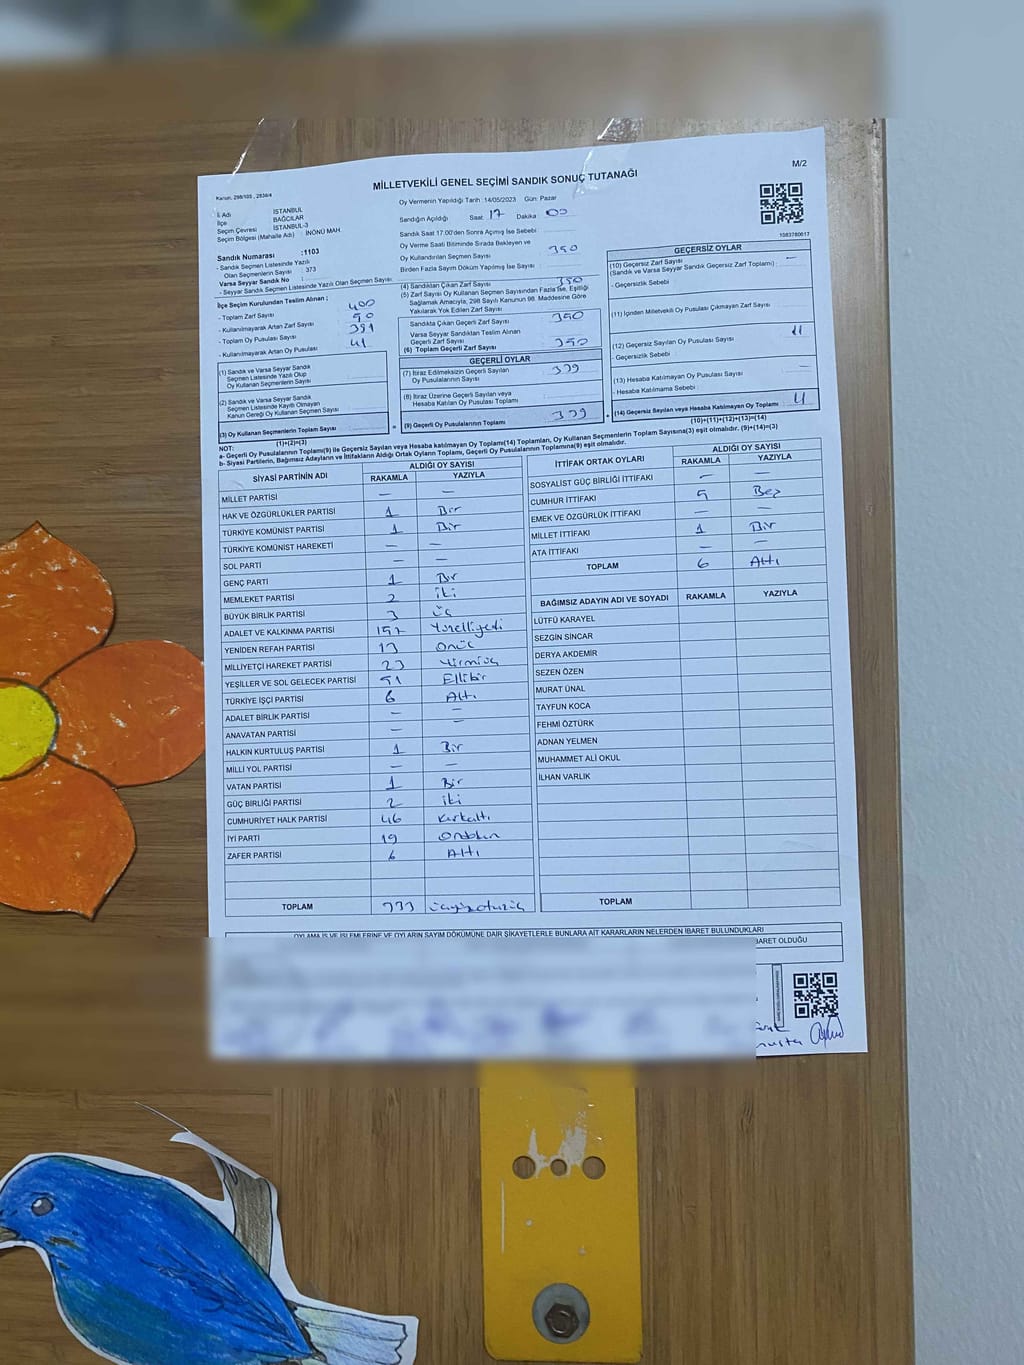 M/2
MİLLETVEKİLİ GENEL SEÇİMİ SANDIK SONUÇ TUTANAĞI
Kanun, 298/105 , 2839/4
İl Adı İSTANBUL
İlçe BAĞCILAR
Seçim Çevresi İSTANBUL-3
Seçim Bölgesi (Mahalle Adı) : İNÖNÜ MAH.
Sandık Numarası :1103
- Sandık Seçmen Listesinde Yazılı
Olan Seçmenlerin Sayısı : 373
Varsa Seyyar Sandık No :
- Seyyar Sandık Seçmen Listesinde Yazılı Olan Seçmen Sayısı
Oy Vermenin Yapıldığı Tarih :14/05/2023 Gün: Pazar
Sandığın Açıldığı Saat 17 Dakika 00
Sandık Saat 17.00'den Sonra Açımış İse Sebebi
Oy Verme Saati Bitiminde Sırada Bekleyen ve
Oy Kullandırılan Seçmen Sayısı 350
Birden Fazla Sayım Döküm Yapılmış İse Sayısı :
1083780617
İlçe Seçim Kurulundan Teslim Alınan ;
- Toplam Zarf Sayısı 400
- Kullanılmayarak Artan Zarf Sayısı 50
- Toplam Oy Pusulası Sayısı 391
- Kullanılmayarak Artan Oy Pusulası 41
(1) Sandık ve Varsa Seyyar Sandık
Seçmen Listesinde Yazılı Olup
Oy Kullanan Seçmenlerin Sayısı
(2) Sandık ve Varsa Seyyar Sandık
Seçmen Listesinde Kayıtlı Olmayan
Kanun Gereği Oy Kullanan Seçmen Sayısı
(3) Oy Kullanan Seçmenlerin Toplam Sayısı
(1)+(2)=(3)
(4) Sandıktan Çıkan Zarf Sayısı 350
(5) Zarf Sayısı Oy Kullanan Seçmen Sayısından Fazla İse, Eşitliği
Sağlamak Amacıyla, 298 Sayılı Kanunun 98. Maddesine Göre
Yakılarak Yok Edilen Zarf Sayısı
Sandıkta Çıkan Geçerli Zarf Sayısı 350
Varsa Seyyar Sandıktan Teslim Alınan
Geçerli Zarf Sayısı
(6) Toplam Geçerli Zarf Sayısı 350
GEÇERLİ OYLAR
(7) İtiraz Edilmeksizin Geçerli Sayılan
Oy Pusulalarının Sayısı 339
(8) İtiraz Üzerine Geçerli Sayılan veya
Hesaba Katılan Oy Pusulası Toplamı
(9) Geçerli Oy Pusulalarının Toplamı 339
GEÇERSİZ OYLAR
(10) Geçersiz Zarf Sayısı —
(Sandık ve Varsa Seyyar Sandık Geçersiz Zarf Toplamı) :
- Geçersizlik Sebebi
(11) İçinden Milletvekili Oy Pusulası Çıkmayan Zarf Sayısı
(12) Geçersiz Sayılan Oy Pusulası Sayısı 11
- Geçersizlik Sebebi
(13) Hesaba Katılmayan Oy Pusulası Sayısı —
- Hesaba Katılmama Sebebi :
(14) Geçersiz Sayılan veya Hesaba Katılmayan Oy Toplamı 11
(10)+(11)+(12)+(13)=(14)
NOT:
a- Geçerli Oy Pusulalarının Toplamı(9) ile Geçersiz Sayılan veya Hesaba katılmayan Oy Toplamı(14) Toplamları, Oy Kullanan Seçmenlerin Toplam Sayısına(3) eşit olmalıdır. (9)+(14)=(3)
b- Siyasi Partilerin, Bağımsız Adayların ve İttifakların Aldığı Ortak Oyların Toplamı, Geçerli Oy Pusulalarının Toplamına(9) eşit olmalıdır.
SİYASİ PARTİNİN ADI ALDIĞI OY SAYISI
RAKAMLA YAZIYLA
MİLLET PARTİSİ — —
HAK VE ÖZGÜRLÜKLER PARTİSİ 1 Bir
TÜRKİYE KOMÜNİST PARTİSİ 1 Bir
TÜRKİYE KOMÜNİST HAREKETİ — —
SOL PARTİ — —
GENÇ PARTİ 1 Bir
MEMLEKET PARTİSİ 2 iki
BÜYÜK BİRLİK PARTİSİ 3 üç
ADALET VE KALKINMA PARTİSİ 157 Yüzelliyedi
YENİDEN REFAH PARTİSİ 13 onüç
MİLLİYETÇİ HAREKET PARTİSİ 23 Yirmiüç
YEŞİLLER VE SOL GELECEK PARTİSİ 51 Ellibir
TÜRKİYE İŞÇİ PARTİSİ 6 Altı
ADALET BİRLİK PARTİSİ — —
ANAVATAN PARTİSİ — —
HALKIN KURTULUŞ PARTİSİ 1 Bir
MİLLİ YOL PARTİSİ — —
VATAN PARTİSİ 1 Bir
GÜÇ BİRLİĞİ PARTİSİ 2 iki
CUMHURİYET HALK PARTİSİ 46 Kırkaltı
İYİ PARTİ 19 Ondokuz
ZAFER PARTİSİ 6 Altı
TOPLAM 333 üçyüzotuzüç
İTTİFAK ORTAK OYLARI ALDIĞI OY SAYISI
RAKAMLA YAZIYLA
SOSYALİST GÜÇ BİRLİĞİ İTTİFAKI — —
CUMHUR İTTİFAKI 5 Beş
EMEK VE ÖZGÜRLÜK İTTİFAKI — —
MİLLET İTTİFAKI 1 Bir
ATA İTTİFAKI — —
TOPLAM 6 Altı
BAĞIMSIZ ADAYIN ADI VE SOYADI RAKAMLA YAZIYLA
LÜTFÜ KARAYEL
SEZGİN SİNCAR
DERYA AKDEMİR
SEZEN ÖZEN
MURAT ÜNAL
TAYFUN KOCA
FEHMİ ÖZTÜRK
ADNAN YELMEN
MUHAMMET ALİ OKUL
İLHAN VARLIK
TOPLAM
OYLAMA İŞ VE İŞLEMLERİNE VE OYLARIN SAYIM DÖKÜMÜNE DAİR ŞİKAYETLERLE BUNLARA AİT KARARLARIN NELERDEN İBARET BULUNDUKLARI
BARET OLDUĞU